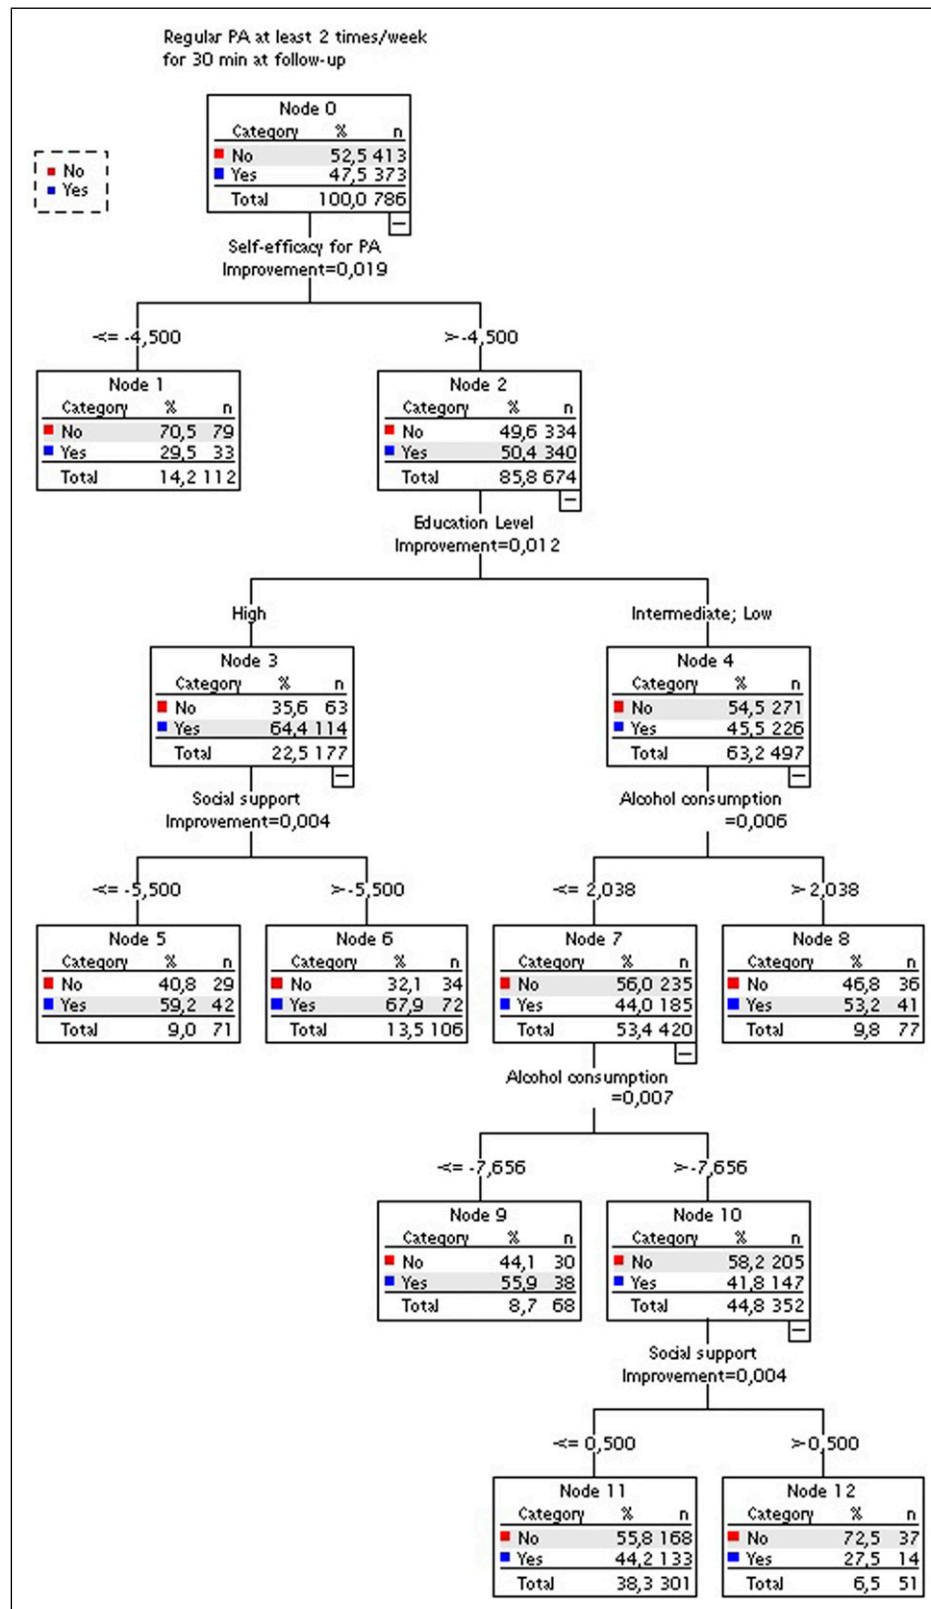 Regular PA at least 2 times/week
for 30 min at follow-up
No
Yes
Node 0
Category % n
No 52,5 413
Yes 47,5 373
Total 100,0 786
Self-efficacy for PA
Improvement=0,019
<= -4,500
> -4,500
Node 1
Category % n
No 70,5 79
Yes 29,5 33
Total 14,2 112
Node 2
Category % n
No 49,6 334
Yes 50,4 340
Total 85,8 674
Education Level
Improvement=0,012
High
Intermediate; Low
Node 3
Category % n
No 35,6 63
Yes 64,4 114
Total 22,5 177
Node 4
Category % n
No 54,5 271
Yes 45,5 226
Total 63,2 497
Social support
Improvement=0,004
Alcohol consumption
=0,006
<= -5,500
> -5,500
<= 2,038
> 2,038
Node 5
Category % n
No 40,8 29
Yes 59,2 42
Total 9,0 71
Node 6
Category % n
No 32,1 34
Yes 67,9 72
Total 13,5 106
Node 7
Category % n
No 56,0 235
Yes 44,0 185
Total 53,4 420
Node 8
Category % n
No 46,8 36
Yes 53,2 41
Total 9,8 77
Alcohol consumption
=0,007
<= -7,656
> -7,656
Node 9
Category % n
No 44,1 30
Yes 55,9 38
Total 8,7 68
Node 10
Category % n
No 58,2 205
Yes 41,8 147
Total 44,8 352
Social support
Improvement=0,004
<= 0,500
> 0,500
Node 11
Category % n
No 55,8 168
Yes 44,2 133
Total 38,3 301
Node 12
Category % n
No 72,5 37
Yes 27,5 14
Total 6,5 51